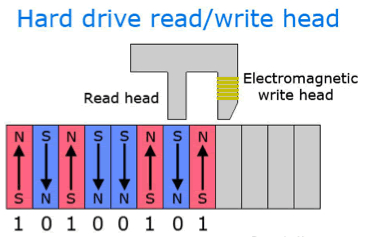 Hard drive read/write head
Electromagnetic
write head
Read head
N S N S S N S N
S N S N N S N S
1 0 1 0 0 1 0 1